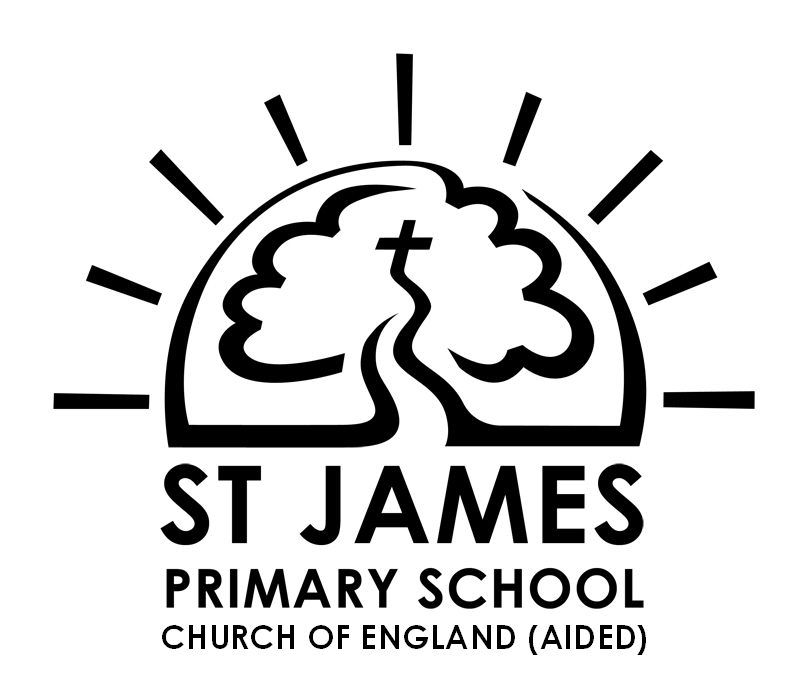 ST JAMES
PRIMARY SCHOOL
CHURCH OF ENGLAND (AIDED)